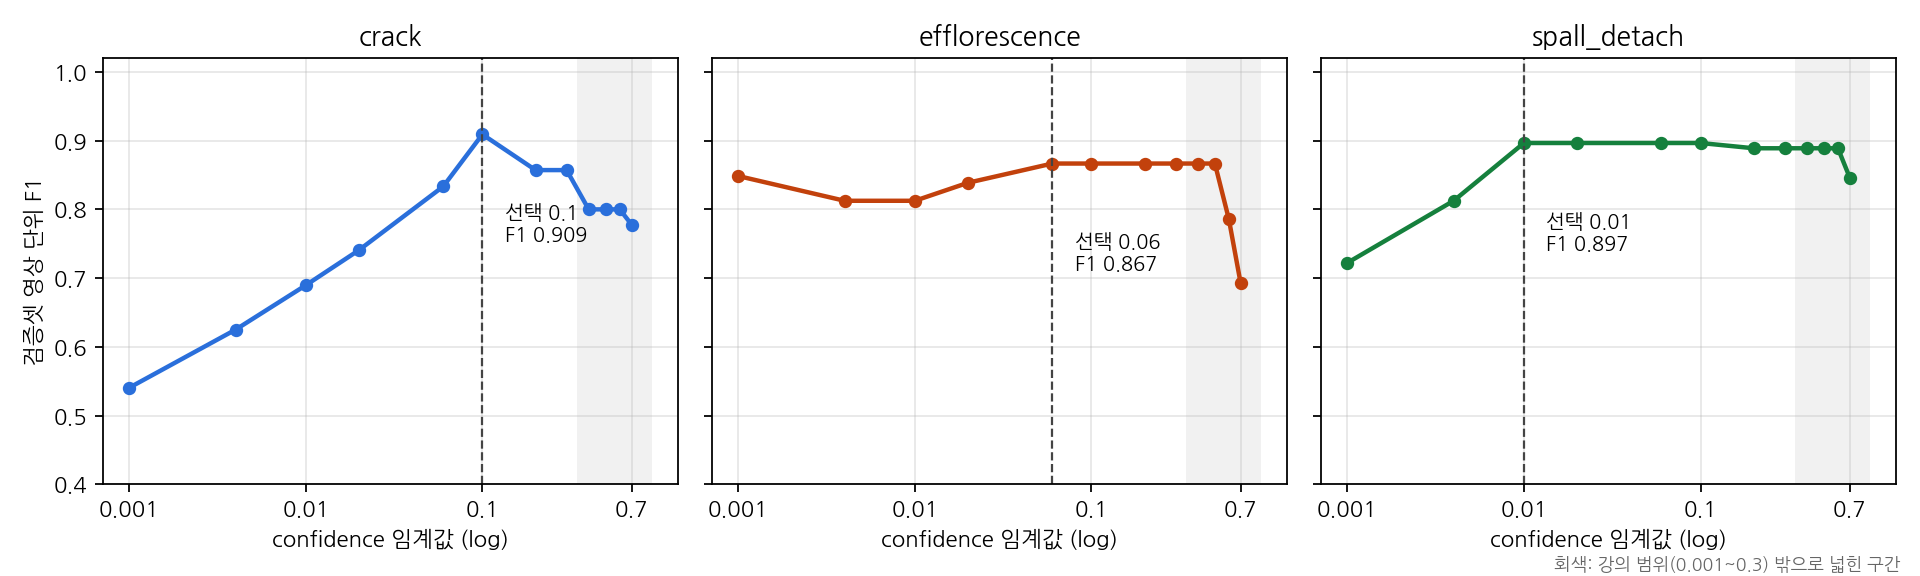 crack
efflorescence
spall_detach
검증셋 영상 단위 F1
1.0
0.9
0.8
0.7
0.6
0.5
0.4
선택 0.1
F1 0.909
선택 0.06
F1 0.867
선택 0.01
F1 0.897
0.001
0.01
0.1
0.7
0.001
0.01
0.1
0.7
0.001
0.01
0.1
0.7
confidence 임계값 (log)
confidence 임계값 (log)
confidence 임계값 (log)
회색: 강의 범위(0.001~0.3) 밖으로 넓힌 구간